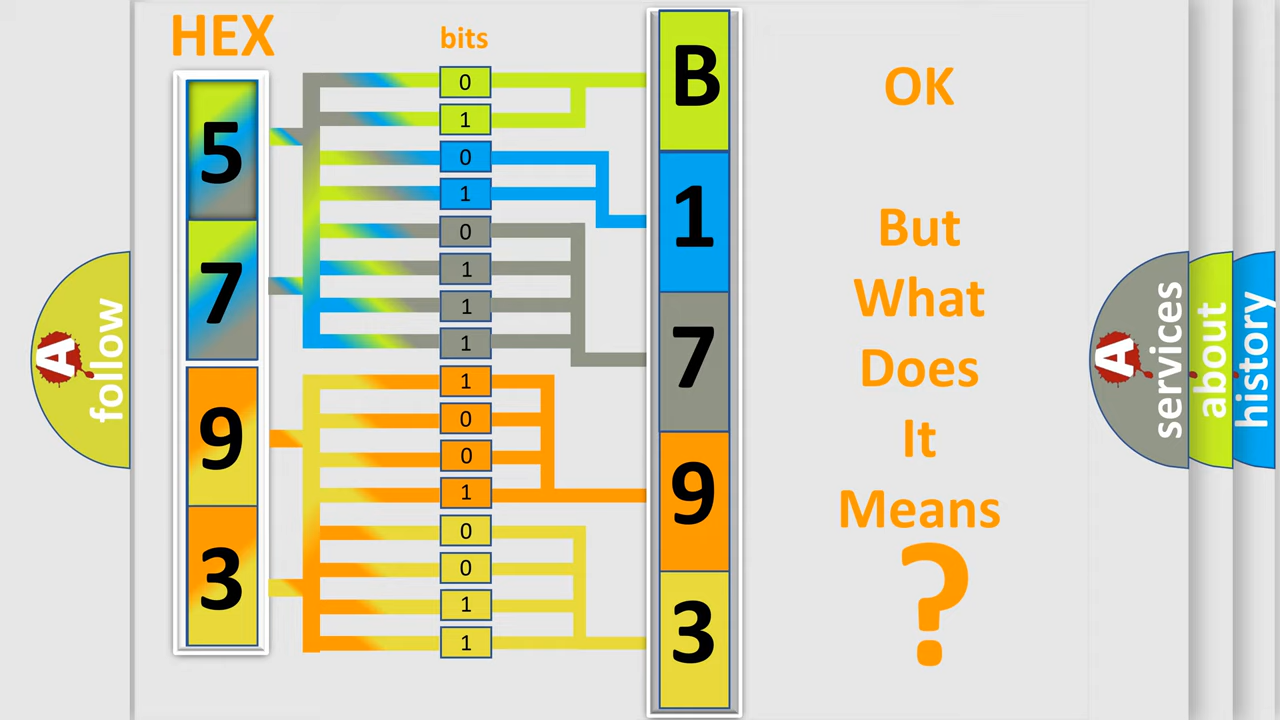 HEX
bits
5
7
9
3
0
1
0
1
0
1
1
1
1
0
0
1
0
0
1
1
B
1
7
9
3
OK
But
What
Does
It
Means
?
A
follow
A
services
about
history